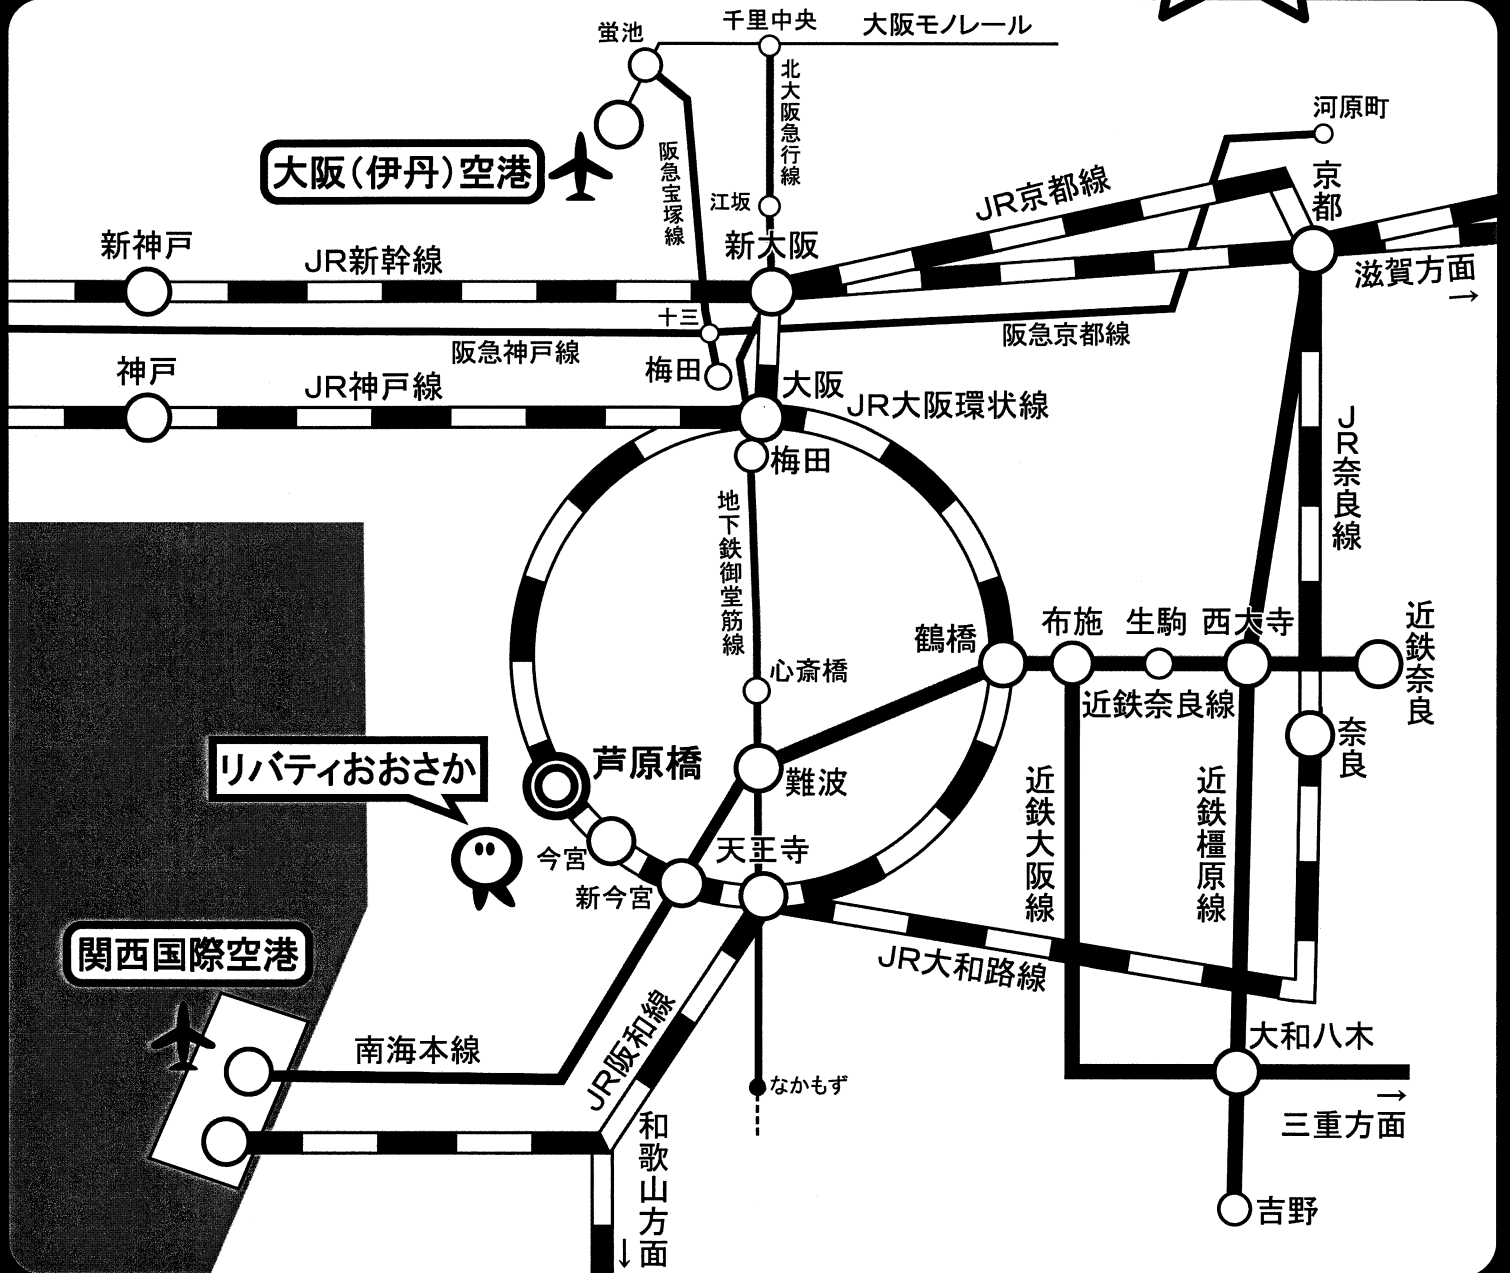 千里中央
大阪モノレール
蛍池
北大阪急行線
河原町
大阪(伊丹)空港
阪急宝塚線
江坂
JR京都線
京都
新神戸
JR新幹線
新大阪
滋賀方面
→
十三
阪急神戸線
阪急京都線
神戸
JR神戸線
梅田
大阪
JR大阪環状線
梅田
JR奈良線
地下鉄御堂筋線
鶴橋
布施
生駒
西大寺
近鉄奈良
心斎橋
近鉄奈良線
リバティおおさか
芦原橋
難波
奈良
近鉄大阪線
近鉄橿原線
今宮
天王寺
新今宮
関西国際空港
JR大和路線
南海本線
JR阪和線
大和八木
なかもず
→
三重方面
和歌山方面
↓
吉野